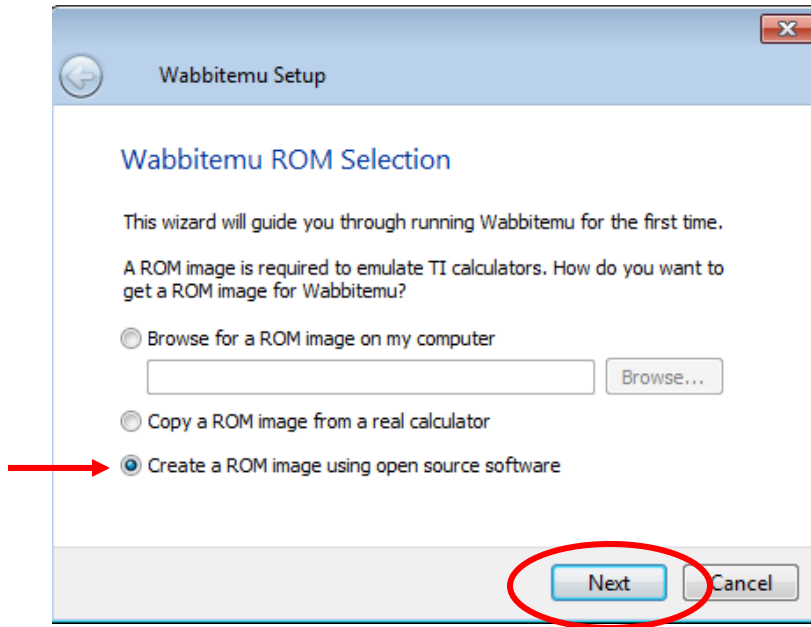 Wabbitemu Setup
Wabbitemu ROM Selection
This wizard will guide you through running Wabbitemu for the first time.
A ROM image is required to emulate TI calculators. How do you want to
get a ROM image for Wabbitemu?
Browse for a ROM image on my computer
Browse...
Copy a ROM image from a real calculator
Create a ROM image using open source software
Next Cancel